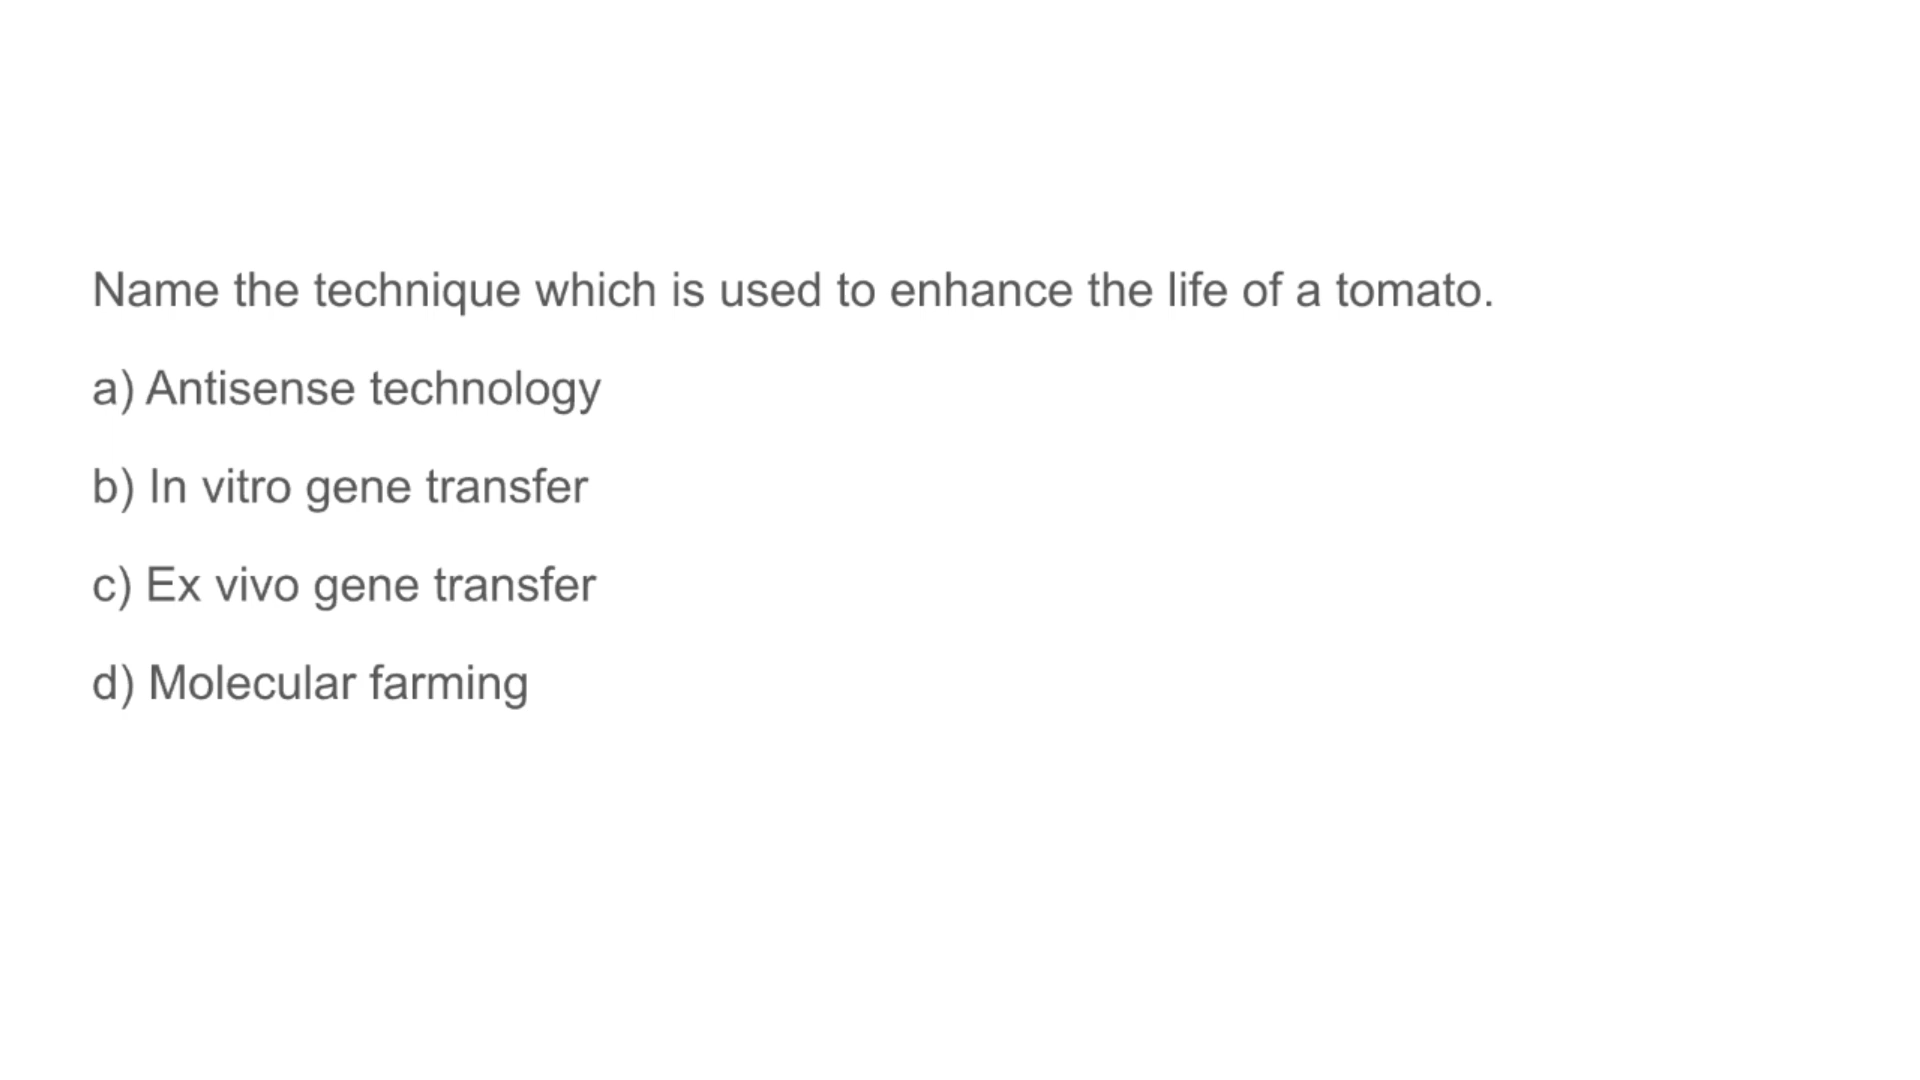 Name the technique which is used to enhance the life of a tomato.
a) Antisense technology
b) In vitro gene transfer
c) Ex vivo gene transfer
d) Molecular farming